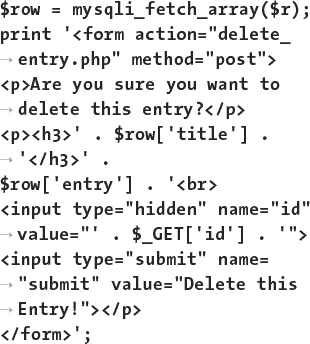 $row = mysqli_fetch_array($r);
print '<form action="delete_
→ entry.php" method="post">
<p>Are you sure you want to
→ delete this entry?</p>
<p><h3>' . $row['title'] .
→ '</h3>' .
$row['entry'] . '<br>
<input type="hidden" name="id"
→ value="' . $_GET['id'] . '">
<input type="submit" name=
→ "submit" value="Delete this
→ Entry!"></p>
</form>';